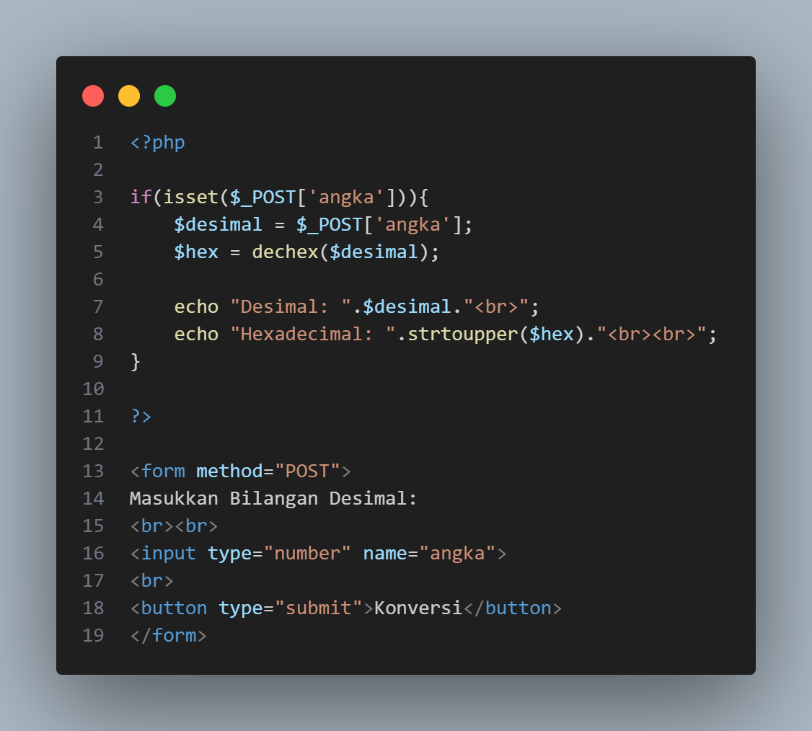 1 <?php
2
3 if(isset($_POST['angka'])){
4     $desimal = $_POST['angka'];
5     $hex = dechex($desimal);
6
7     echo "Desimal: ".$desimal."<br>";
8     echo "Hexadecimal: ".strtoupper($hex)."<br><br>";
9 }
10
11 ?>
12
13 <form method="POST">
14 Masukkan Bilangan Desimal:
15 <br><br>
16 <input type="number" name="angka">
17 <br>
18 <button type="submit">Konversi</button>
19 </form>